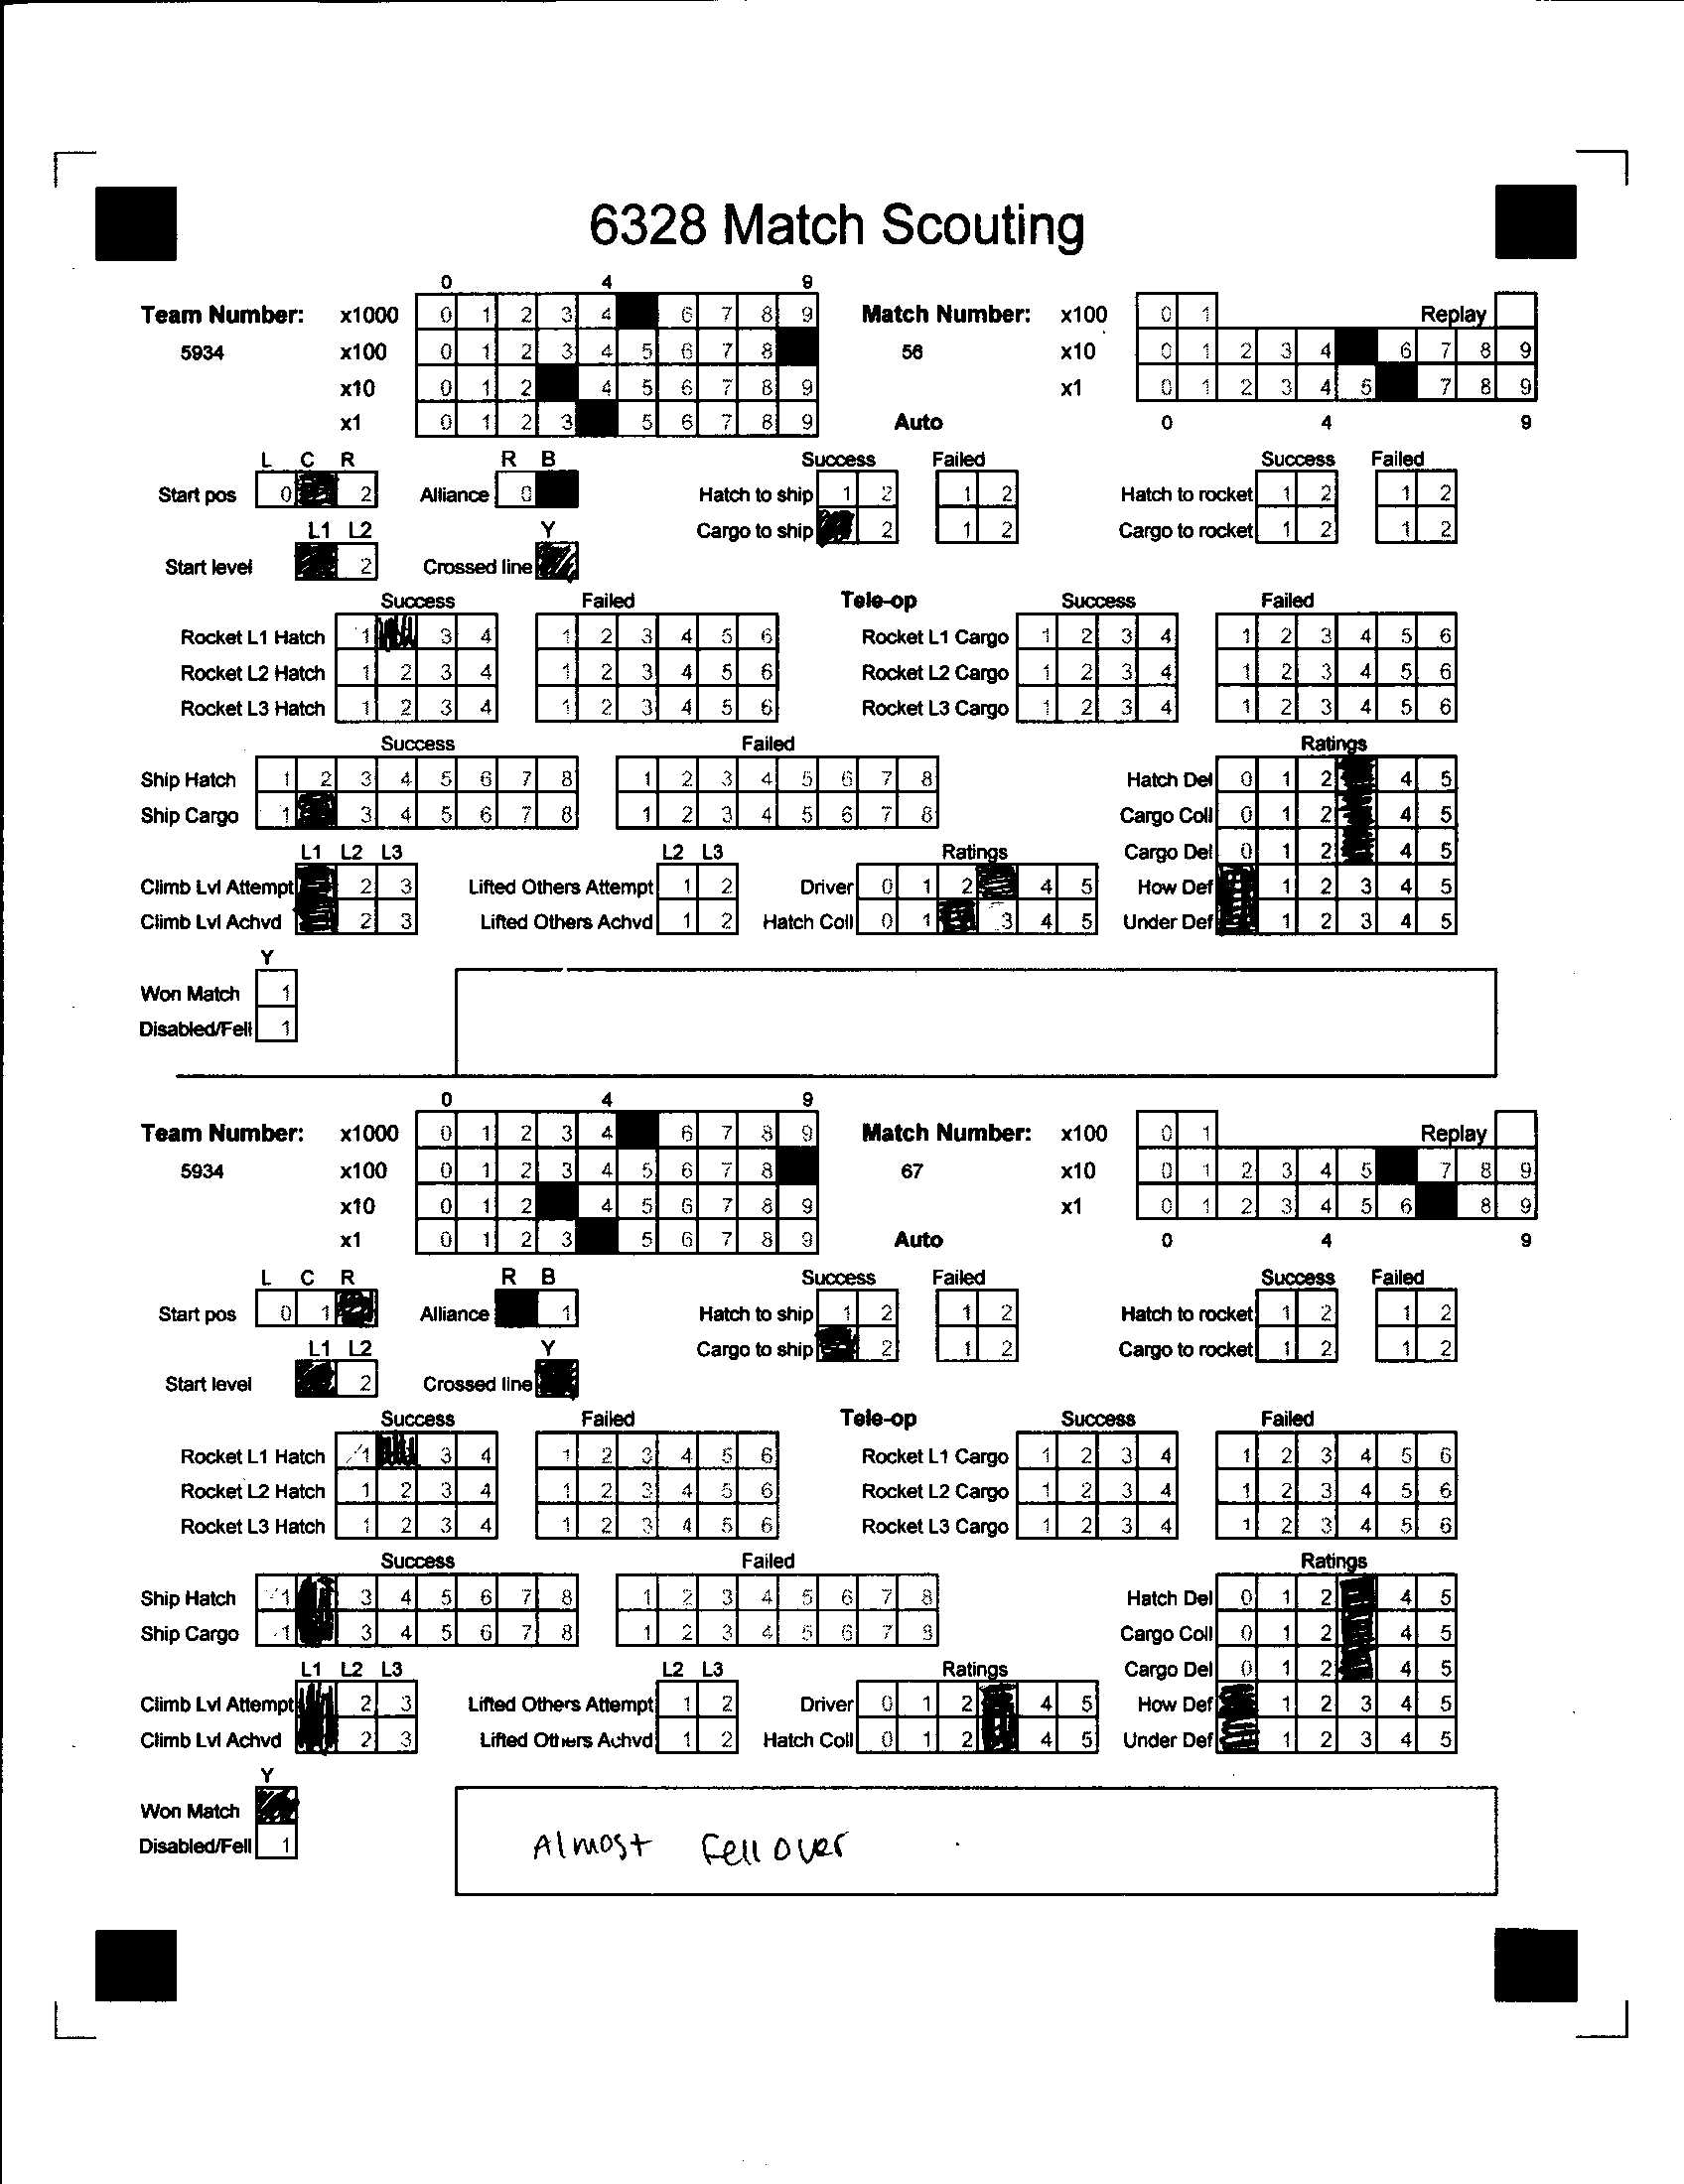 6328 Match Scouting
0 4 9
Team Number: x1000 0 1 2 3 4 6 7 8 9 Match Number: x100 0 1 Replay
5934 x100 0 1 2 3 4 5 6 7 8 56 x10 0 1 2 3 4 6 7 8 9
x10 0 1 2 4 5 6 7 8 9 x1 0 1 2 3 4 5 7 8 9
x1 0 1 2 3 5 6 7 8 9 Auto 0 4 9
L C R R B Success Failed Success Failed
Start pos 0 2 Alliance 0 Hatch to ship 1 2 1 2 Hatch to rocket 1 2 1 2
L1 L2 Y Cargo to ship 2 1 2 Cargo to rocket 1 2 1 2
Start level 2 Crossed line
Success Failed Tele-op Success Failed
Rocket L1 Hatch 1 3 4 1 2 3 4 5 6 Rocket L1 Cargo 1 2 3 4 1 2 3 4 5 6
Rocket L2 Hatch 1 2 3 4 1 2 3 4 5 6 Rocket L2 Cargo 1 2 3 4 1 2 3 4 5 6
Rocket L3 Hatch 1 2 3 4 1 2 3 4 5 6 Rocket L3 Cargo 1 2 3 4 1 2 3 4 5 6
Success Failed Ratings
Ship Hatch 1 2 3 4 5 6 7 8 1 2 3 4 5 6 7 8 Hatch Del 0 1 2 4 5
Ship Cargo 1 3 4 5 6 7 8 1 2 3 4 5 6 7 8 Cargo Coll 0 1 2 4 5
L1 L2 L3 L2 L3 Ratings Cargo Del 0 1 2 4 5
Climb Lvl Attempt 2 3 Lifted Others Attempt 1 2 Driver 0 1 2 4 5 How Def 1 2 3 4 5
Climb Lvl Achvd 2 3 Lifted Others Achvd 1 2 Hatch Coll 0 1 3 4 5 Under Def 1 2 3 4 5
Y
Won Match 1
Disabled/Fell 1
0 4 9
Team Number: x1000 0 1 2 3 4 6 7 8 9 Match Number: x100 0 1 Replay
5934 x100 0 1 2 3 4 5 6 7 8 67 x10 0 1 2 3 4 5 7 8 9
x10 0 1 2 4 5 6 7 8 9 x1 0 1 2 3 4 5 6 8 9
x1 0 1 2 3 5 6 7 8 9 Auto 0 4 9
L C R R B Success Failed Success Failed
Start pos 0 1 Alliance 1 Hatch to ship 1 2 1 2 Hatch to rocket 1 2 1 2
L1 L2 Y Cargo to ship 2 1 2 Cargo to rocket 1 2 1 2
Start level 2 Crossed line
Success Failed Tele-op Success Failed
Rocket L1 Hatch 1 3 4 1 2 3 4 5 6 Rocket L1 Cargo 1 2 3 4 1 2 3 4 5 6
Rocket L2 Hatch 1 2 3 4 1 2 3 4 5 6 Rocket L2 Cargo 1 2 3 4 1 2 3 4 5 6
Rocket L3 Hatch 1 2 3 4 1 2 3 4 5 6 Rocket L3 Cargo 1 2 3 4 1 2 3 4 5 6
Success Failed Ratings
Ship Hatch 1 3 4 5 6 7 8 1 2 3 4 5 6 7 8 Hatch Del 0 1 2 4 5
Ship Cargo 1 3 4 5 6 7 8 1 2 3 4 5 6 7 8 Cargo Coll 0 1 2 4 5
L1 L2 L3 L2 L3 Ratings Cargo Del 0 1 2 4 5
Climb Lvl Attempt 2 3 Lifted Others Attempt 1 2 Driver 0 1 2 4 5 How Def 1 2 3 4 5
Climb Lvl Achvd 2 3 Lifted Others Achvd 1 2 Hatch Coll 0 1 2 4 5 Under Def 1 2 3 4 5
Y
Won Match
Disabled/Fell 1
Almost Fell over